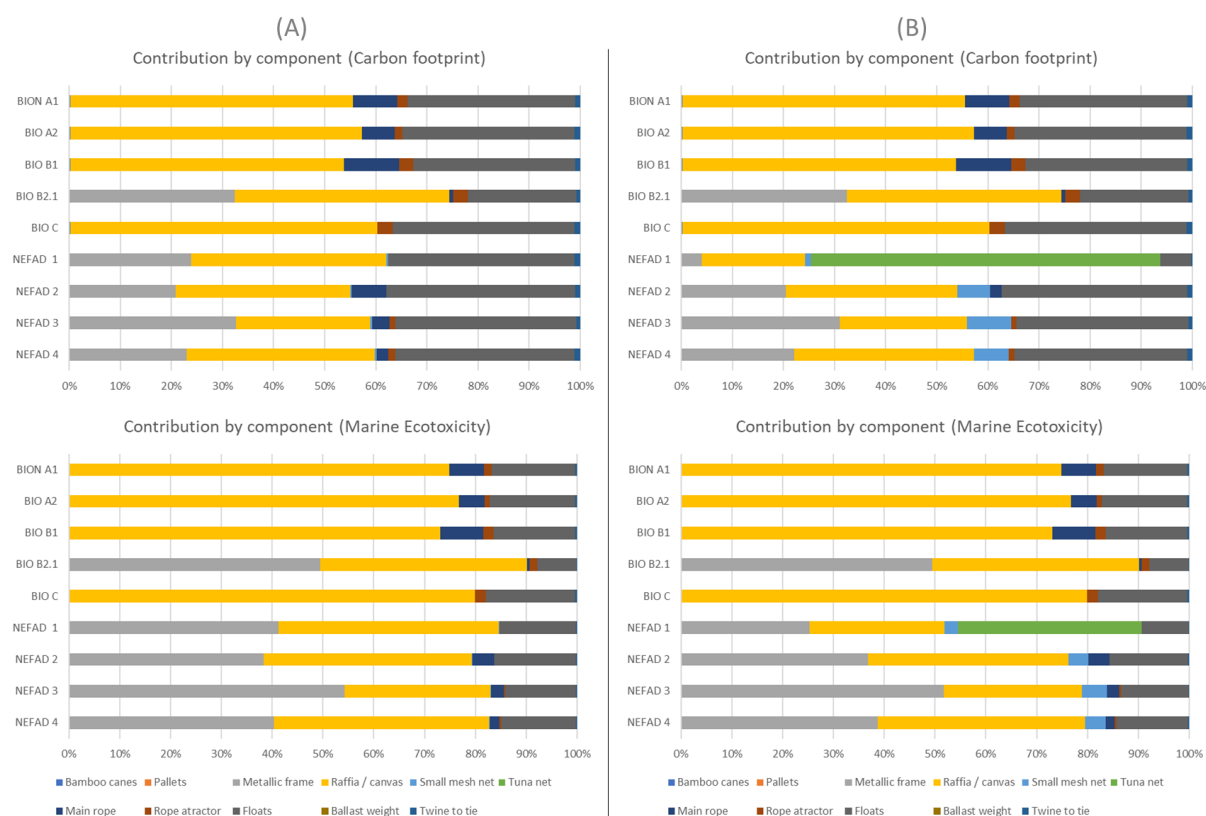 (A)
Contribution by component (Carbon footprint)
BION A1
BIO A2
BIO B1
BIO B2.1
BIO C
NEFAD 1
NEFAD 2
NEFAD 3
NEFAD 4
0% 10% 20% 30% 40% 50% 60% 70% 80% 90% 100%
Contribution by component (Marine Ecotoxicity)
BION A1
BIO A2
BIO B1
BIO B2.1
BIO C
NEFAD 1
NEFAD 2
NEFAD 3
NEFAD 4
0% 10% 20% 30% 40% 50% 60% 70% 80% 90% 100%
Bamboo canes Pallets Metallic frame Raffia / canvas Small mesh net Tuna net
Main rope Rope atractor Floats Ballast weight Twine to tie
(B)
Contribution by component (Carbon footprint)
BION A1
BIO A2
BIO B1
BIO B2.1
BIO C
NEFAD 1
NEFAD 2
NEFAD 3
NEFAD 4
0% 10% 20% 30% 40% 50% 60% 70% 80% 90% 100%
Contribution by component (Marine Ecotoxicity)
BION A1
BIO A2
BIO B1
BIO B2.1
BIO C
NEFAD 1
NEFAD 2
NEFAD 3
NEFAD 4
0% 10% 20% 30% 40% 50% 60% 70% 80% 90% 100%
Bamboo canes Pallets Metallic frame Raffia / canvas Small mesh net Tuna net
Main rope Rope atractor Floats Ballast weight Twine to tie